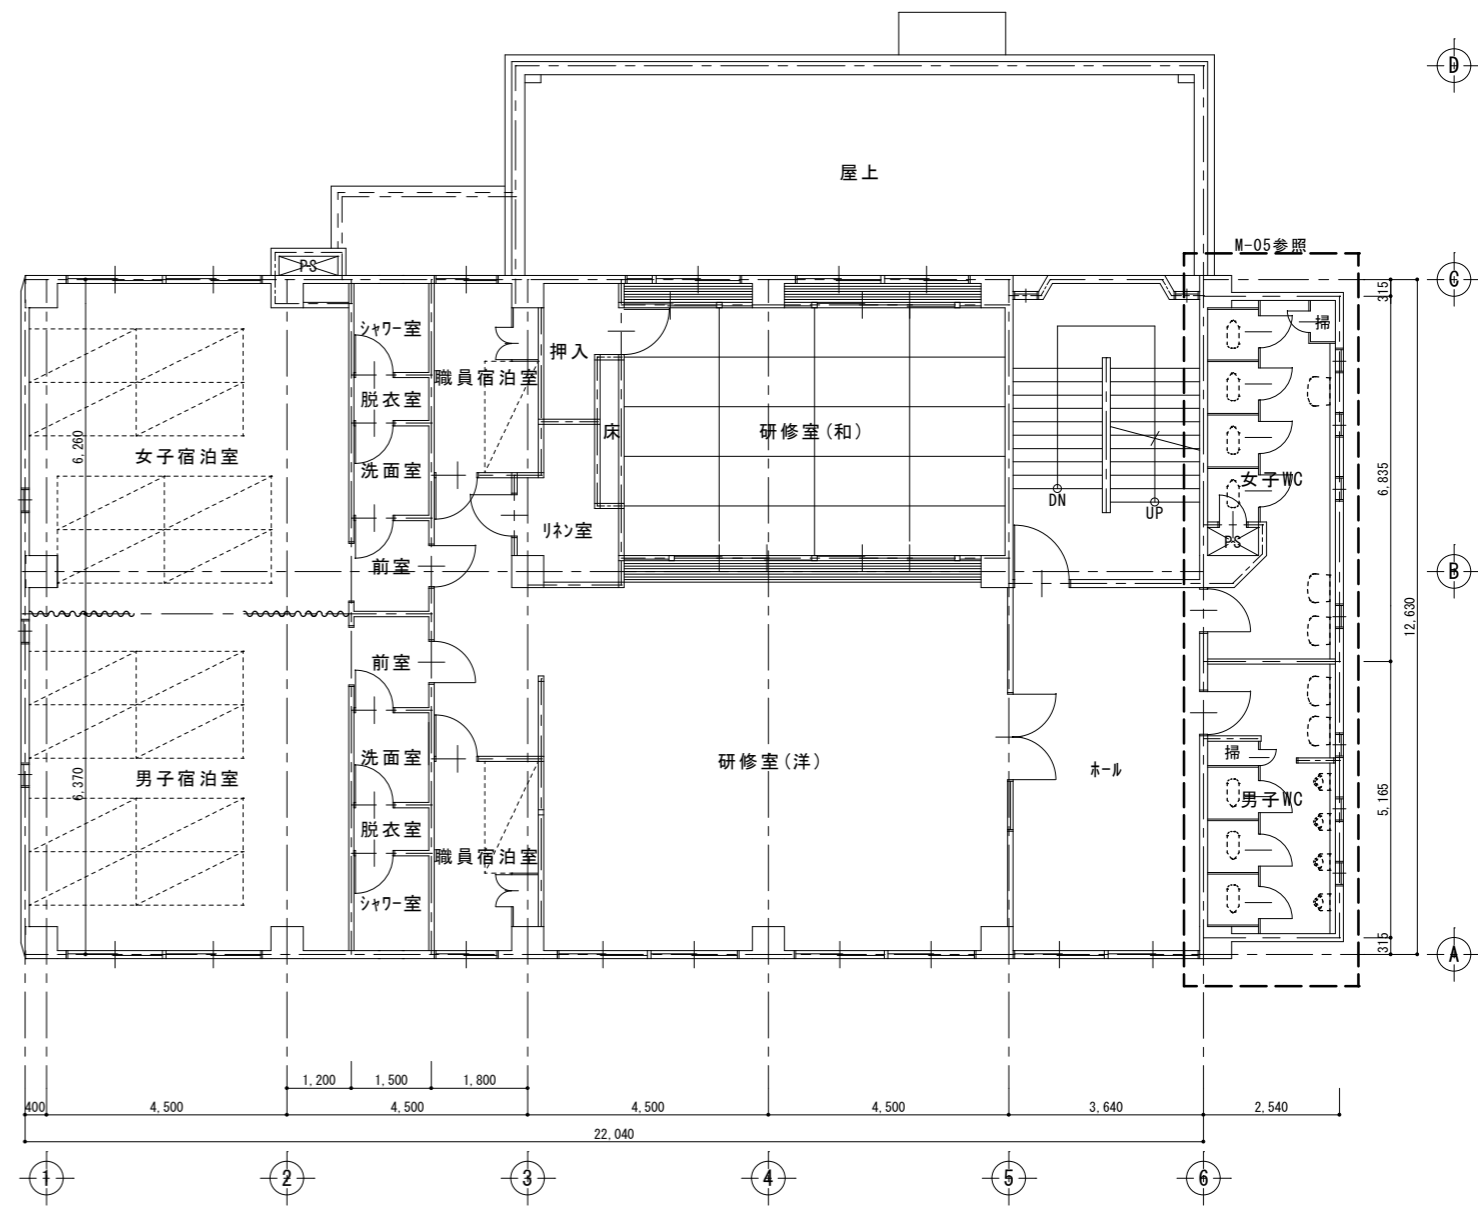 D
屋上
M-05参照
PS
C
315
シャワー室
押入
掃
職員宿泊室
脱衣室
床
研修室(和)
6,260
女子宿泊室
洗面室
女子WC
6,835
DN
UP
リネン室
PS
前室
B
12,630
前室
洗面室
研修室(洋)
ホール
掃
男子宿泊室
6,370
男子WC
5,165
脱衣室
職員宿泊室
シャワー室
315
A
1,200
1,500
1,800
400
4,500
4,500
4,500
4,500
3,640
2,540
22,040
1
2
3
4
5
6